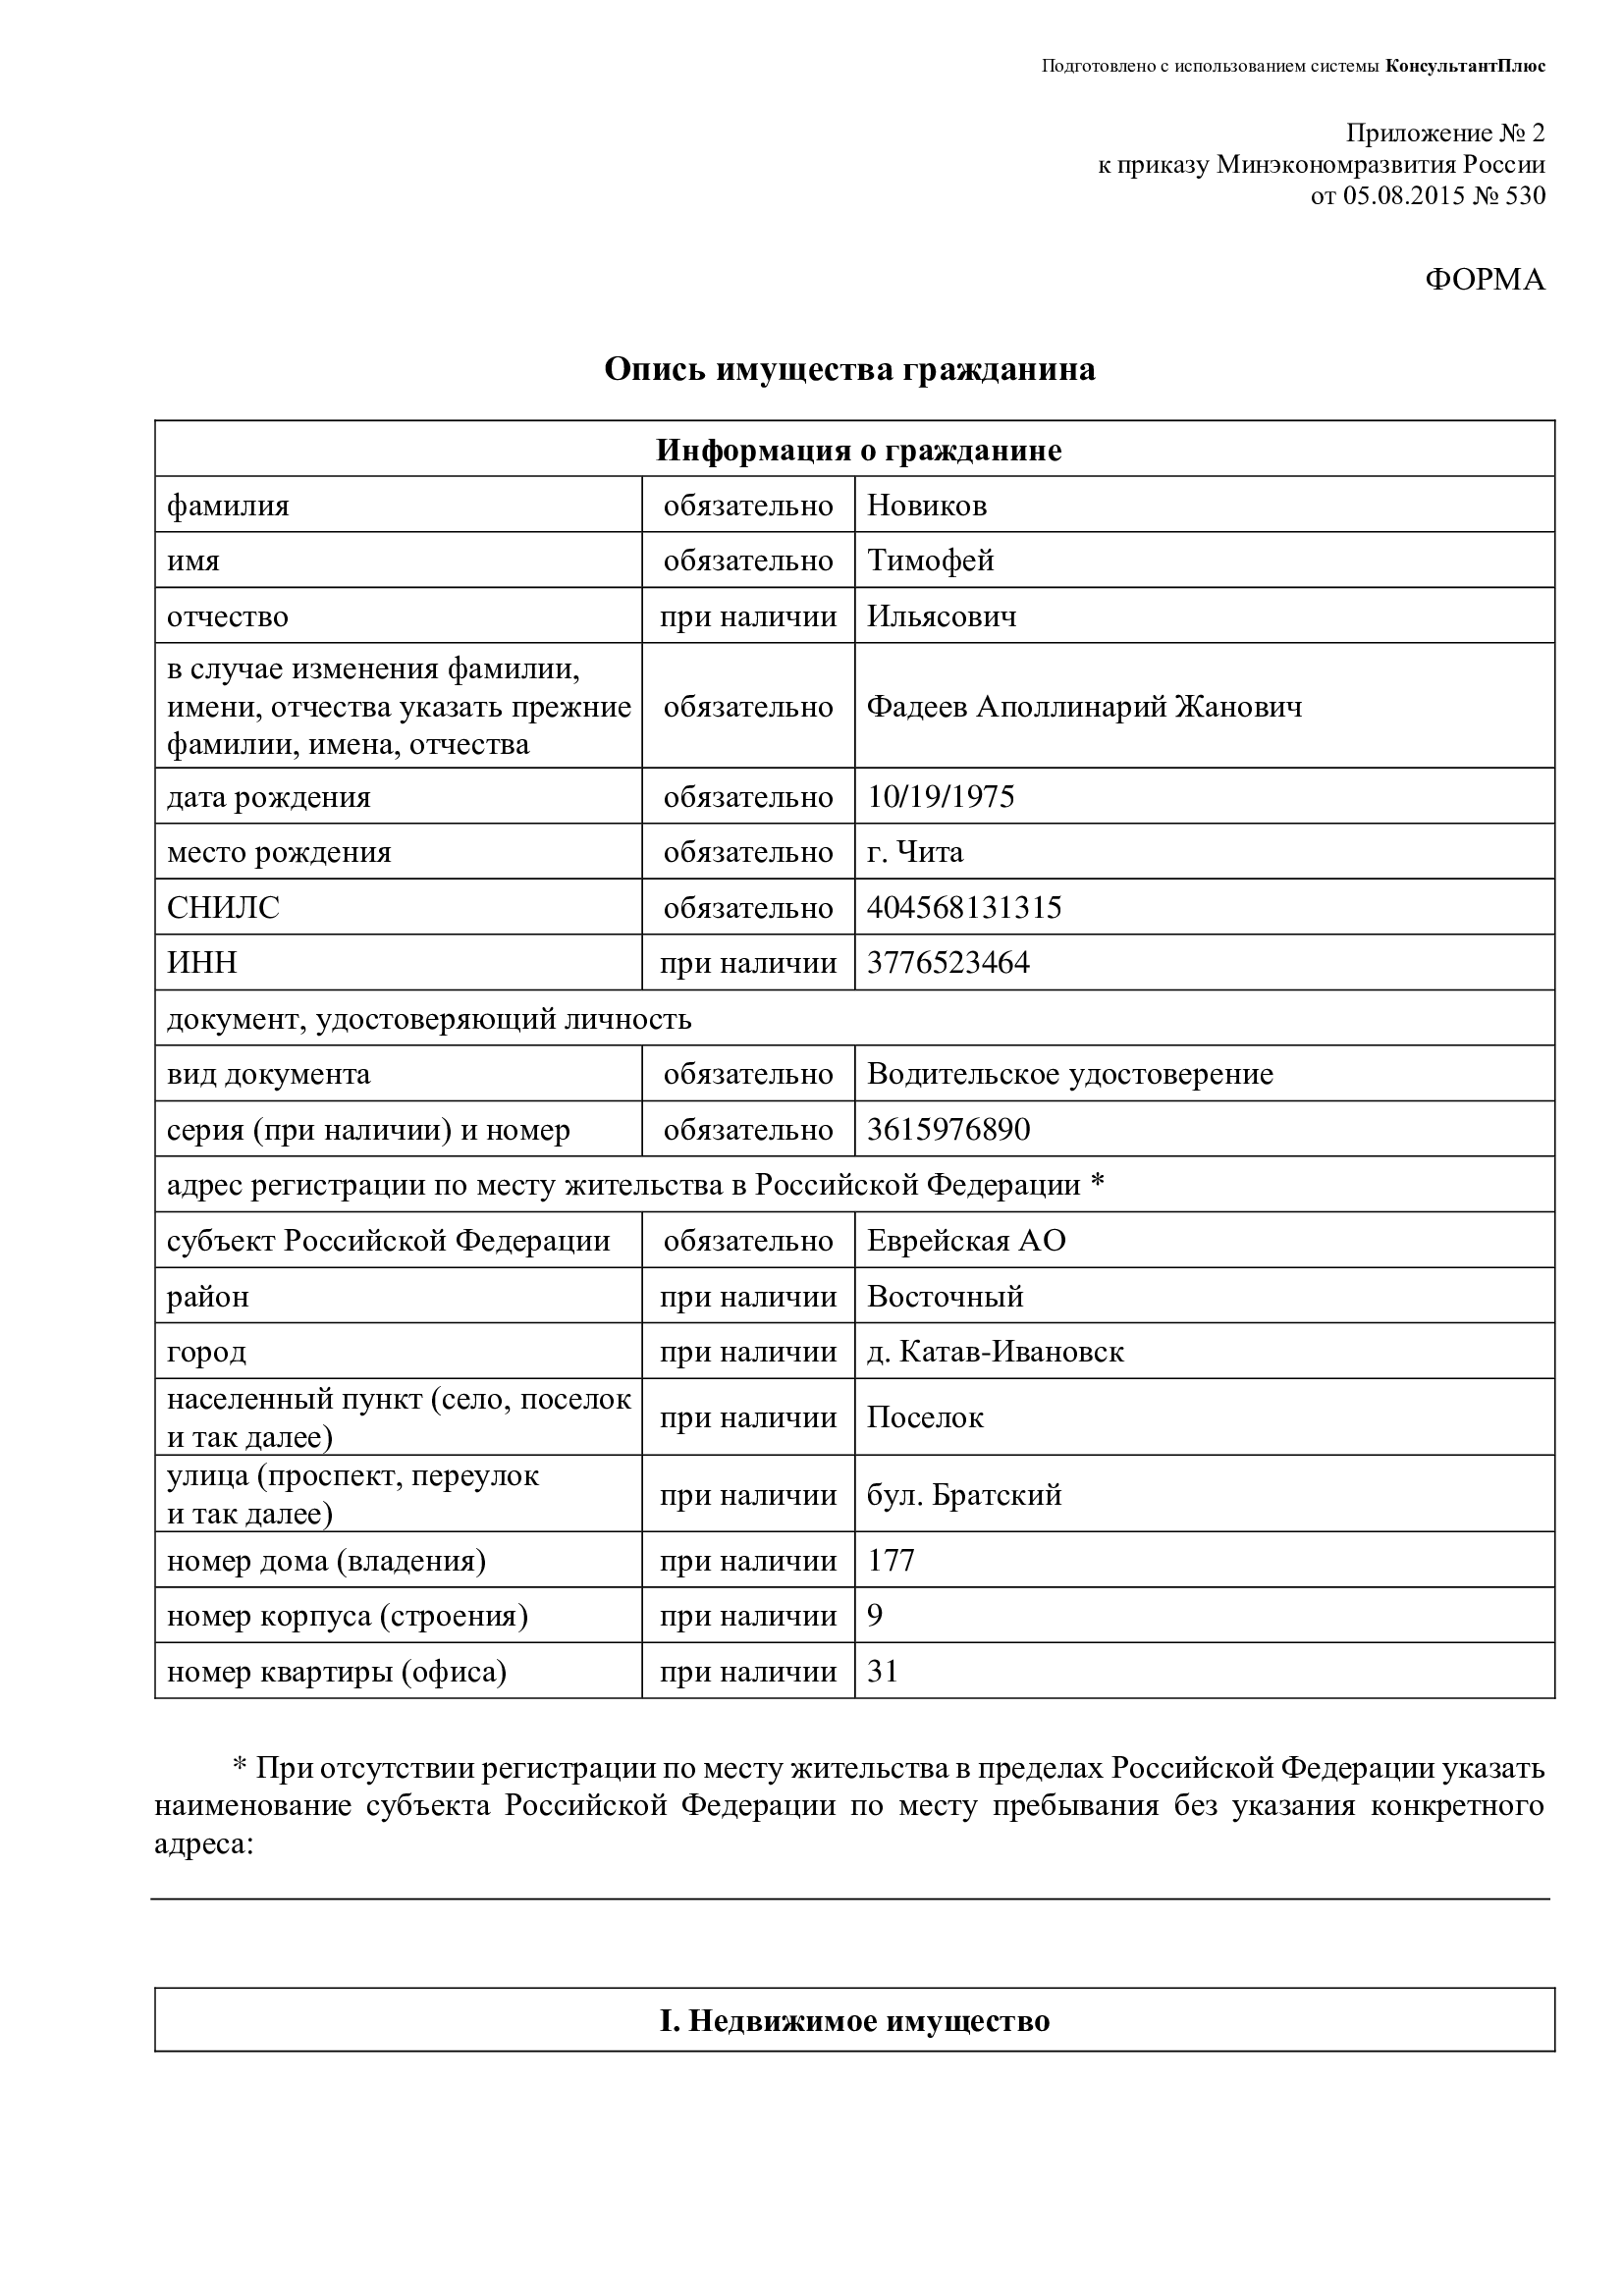 Подготовлено с использованием системы КонсультантПлюс
Приложение № 2
к приказу Минэкономразвития России
от 05.08.2015 № 530
ФОРМА
Опись имущества гражданина
Информация о гражданине
фамилия обязательно Новиков
имя обязательно Тимофей
отчество при наличии Ильясович
в случае изменения фамилии,
имени, отчества указать прежние
фамилии, имена, отчества
обязательно Фадеев Аполлинарий Жанович
дата рождения обязательно 10/19/1975
место рождения обязательно г. Чита
СНИЛС обязательно 404568131315
ИНН при наличии 3776523464
документ, удостоверяющий личность
вид документа обязательно Водительское удостоверение
серия (при наличии) и номер обязательно 3615976890
адрес регистрации по месту жительства в Российской Федерации *
субъект Российской Федерации обязательно Еврейская АО
район при наличии Восточный
город при наличии д. Катав-Ивановск
населенный пункт (село, поселок
и так далее)
при наличии Поселок
улица (проспект, переулок
и так далее)
при наличии бул. Братский
номер дома (владения) при наличии 177
номер корпуса (строения) при наличии 9
номер квартиры (офиса) при наличии 31
* При отсутствии регистрации по месту жительства в пределах Российской Федерации указать
наименование субъекта Российской Федерации по месту пребывания без указания конкретного
адреса:
I. Недвижимое имущество